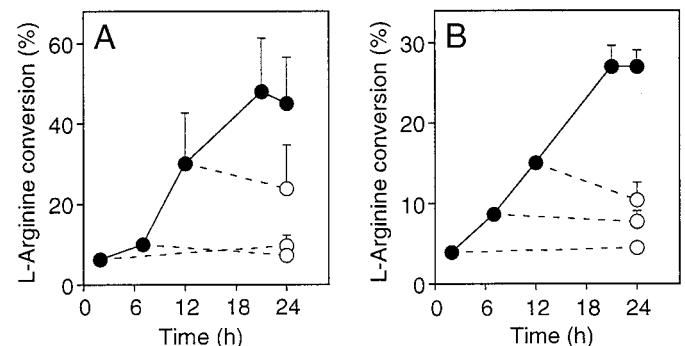 A
L-Arginine conversion (%)
60
40
20
0
0 6 12 18 24
Time (h)
B
L-Arginine conversion (%)
30
20
10
0
0 6 12 18 24
Time (h)